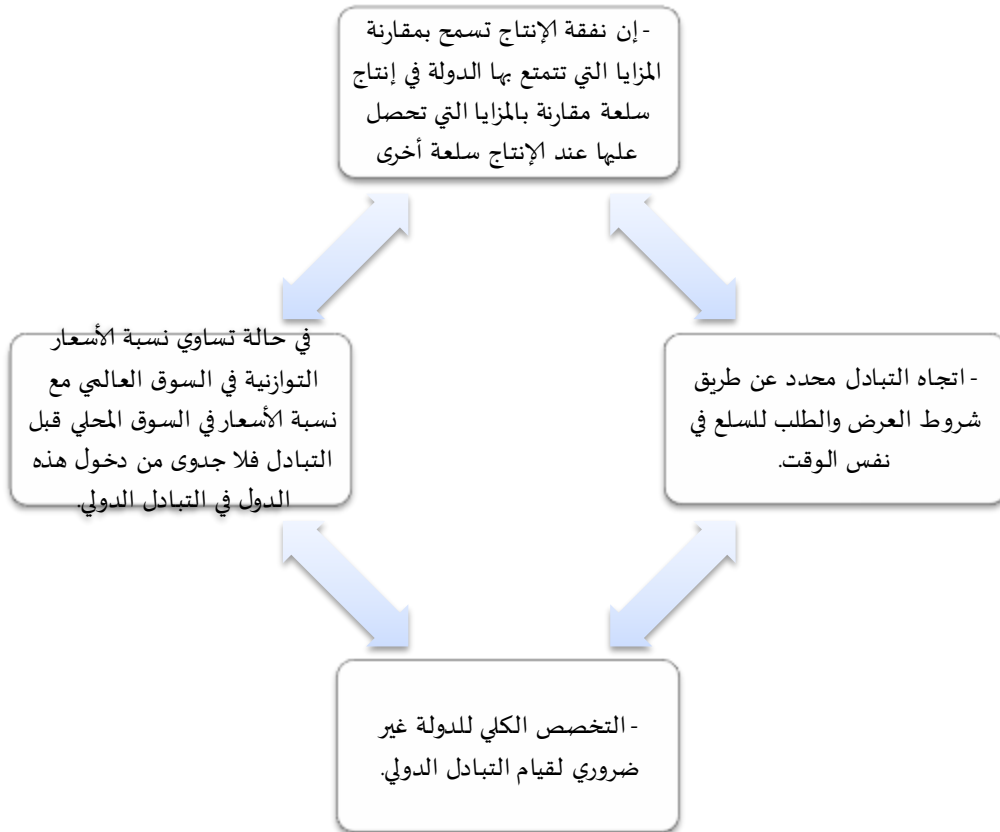 - إن نفقة الإنتاج تسمح بمقارنة
المزايا التي تتمتع بها الدولة في إنتاج
سلعة مقارنة بالمزايا التي تحصل
عليها عند الإنتاج سلعة أخرى
- اتجاه التبادل محدد عن طريق
شروط العرض والطلب للسلع في
نفس الوقت.
في حالة تساوي نسبة الأسعار
التوازنية في السوق العالمي مع
نسبة الأسعار في السوق المحلي قبل
التبادل فلا جدوى من دخول هذه
الدول في التبادل الدولي.
- التخصص الكلي للدولة غير
ضروري لقيام التبادل الدولي.